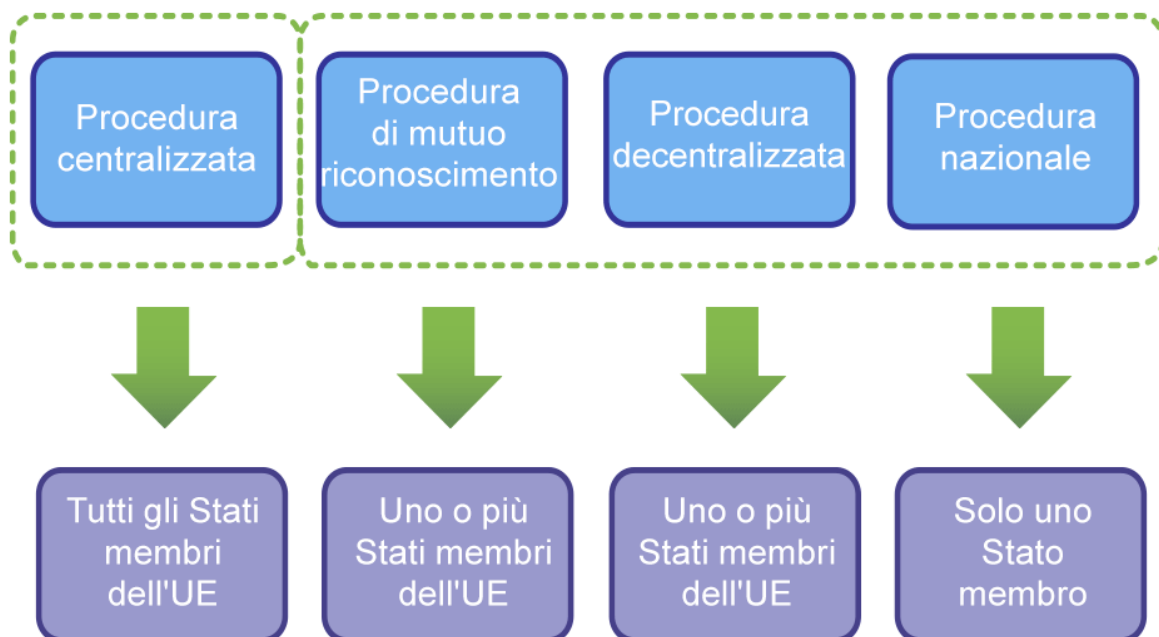 Procedura
centralizzata
Procedura
di mutuo
riconoscimento
Procedura
decentralizzata
Procedura
nazionale
Tutti gli Stati
membri
dell'UE
Uno o più
Stati membri
dell'UE
Uno o più
Stati membri
dell'UE
Solo uno
Stato
membro